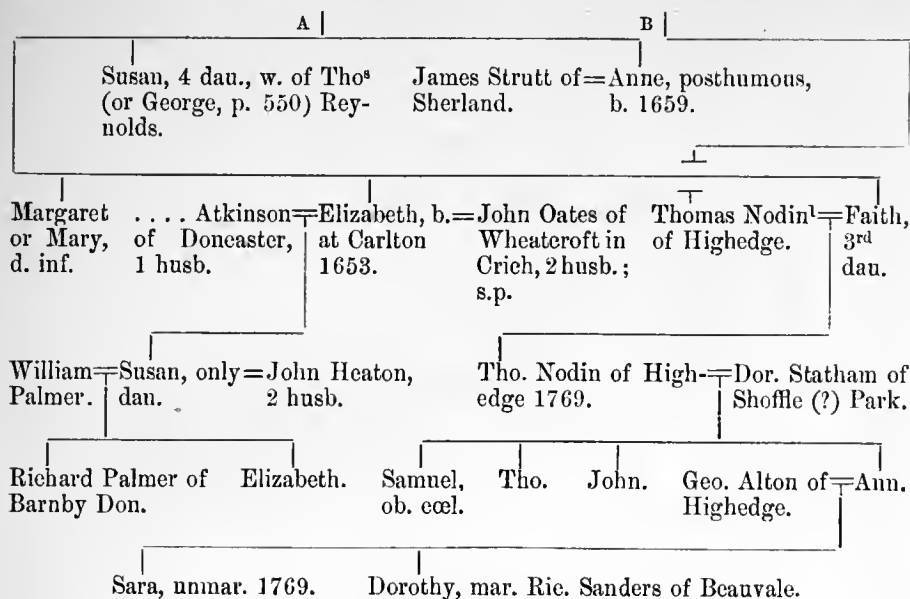 A B
Susan, 4 dau., w. of Thoˢ James Strutt of=Anne, posthumous,
(or George, p. 550) Rey- Sherland. b. 1659.
nolds.
Margaret .... Atkinson=Elizabeth, b.=John Oates of Thomas Nodin¹=Faith,
or Mary, of Doncaster, at Carlton Wheatcroft in of Highedge. 3rd
d. inf. 1 husb. 1653. Crich, 2 husb.; dau.
s.p.
William=Susan, only=John Heaton, Tho. Nodin of High-=Dor. Statham of
Palmer. dau. 2 husb. edge 1769. Shoffle (?) Park.
Richard Palmer of Elizabeth. Samuel, Tho. John. Geo. Alton of=Ann.
Barnby Don. ob. cœl. Highedge.
Sara, unmar. 1769. Dorothy, mar. Ric. Sanders of Beauvale.